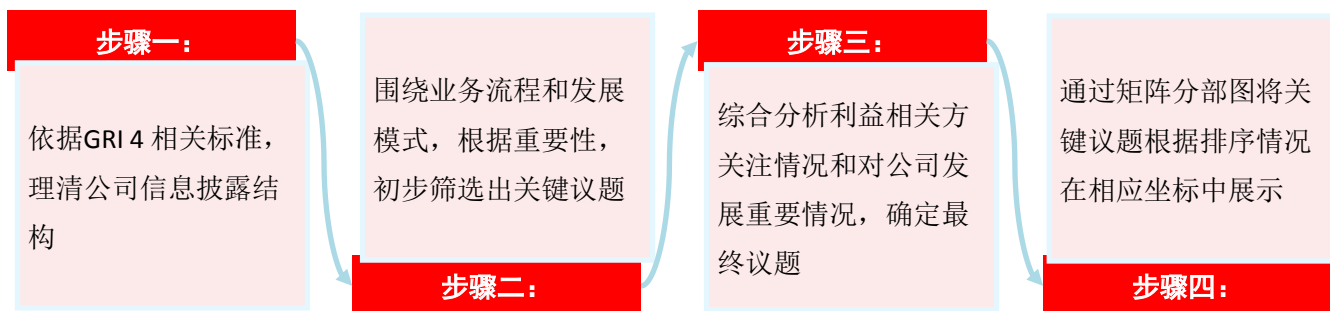 步骤一：
依据GRI 4 相关标准，
理清公司信息披露结
构
围绕业务流程和发展
模式，根据重要性，
初步筛选出关键议题
步骤二：
步骤三：
综合分析利益相关方
关注情况和对公司发
展重要情况，确定最
终议题
通过矩阵分部图将关
键议题根据排序情况
在相应坐标中展示
步骤四：